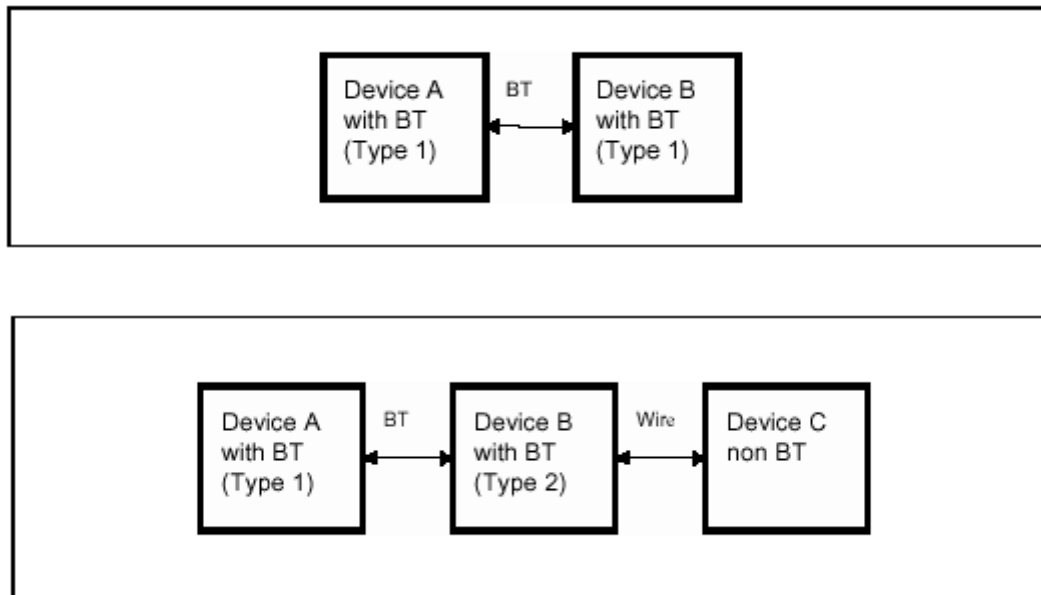 Device A
with BT
(Type 1)
BT
Device B
with BT
(Type 1)
Device A
with BT
(Type 1)
BT
Device B
with BT
(Type 2)
Wire
Device C
non BT